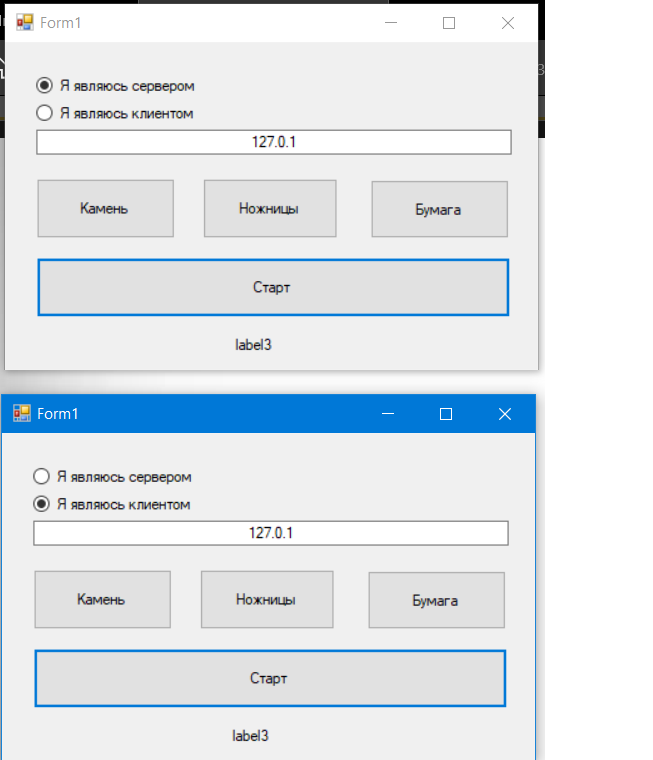 Form1
Я являюсь сервером
Я являюсь клиентом
127.0.1
Камень Ножницы Бумага
Старт
label3
Form1
Я являюсь сервером
Я являюсь клиентом
127.0.1
Камень Ножницы Бумага
Старт
label3